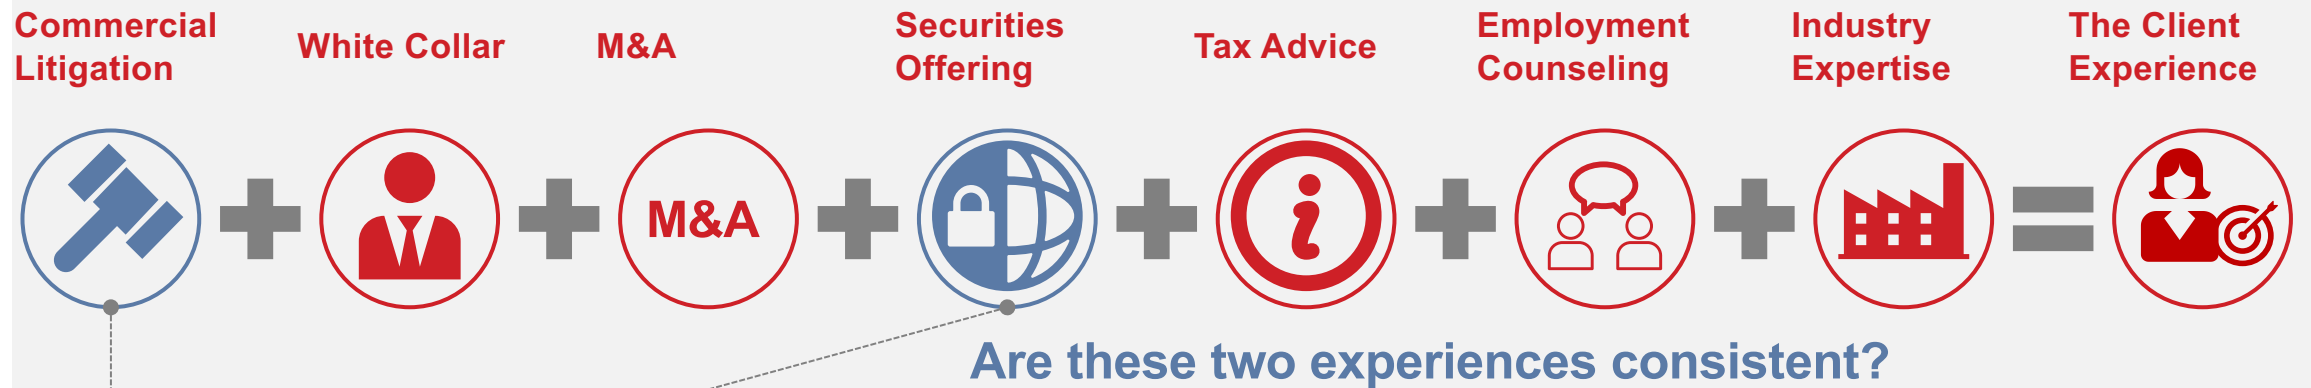 Commercial
Litigation
White Collar
M&A
Securities
Offering
Tax Advice
Employment
Counseling
Industry
Expertise
The Client
Experience
M&A
i
Are these two experiences consistent?